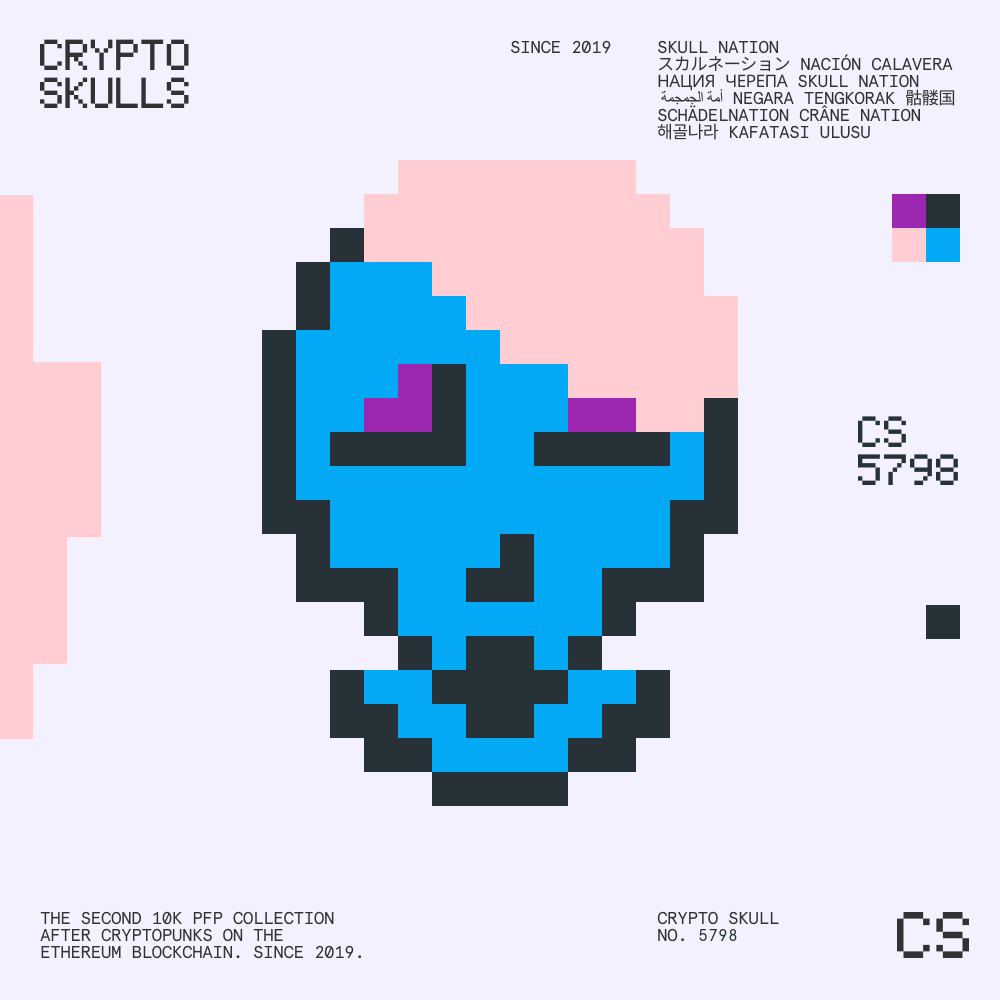 CRYPTO
SKULLS
SINCE 2019
SKULL NATION
スカルネーション NACIÓN CALAVERA
НАЦИЯ ЧЕРЕПА SKULL NATION
أمة الجمجمة NEGARA TENGKORAK 骷髅国
SCHÄDELNATION CRÂNE NATION
해골나라 KAFATASI ULUSU
CS
5798
THE SECOND 10K PFP COLLECTION
AFTER CRYPTOPUNKS ON THE
ETHEREUM BLOCKCHAIN. SINCE 2019.
CRYPTO SKULL
NO. 5798
CS